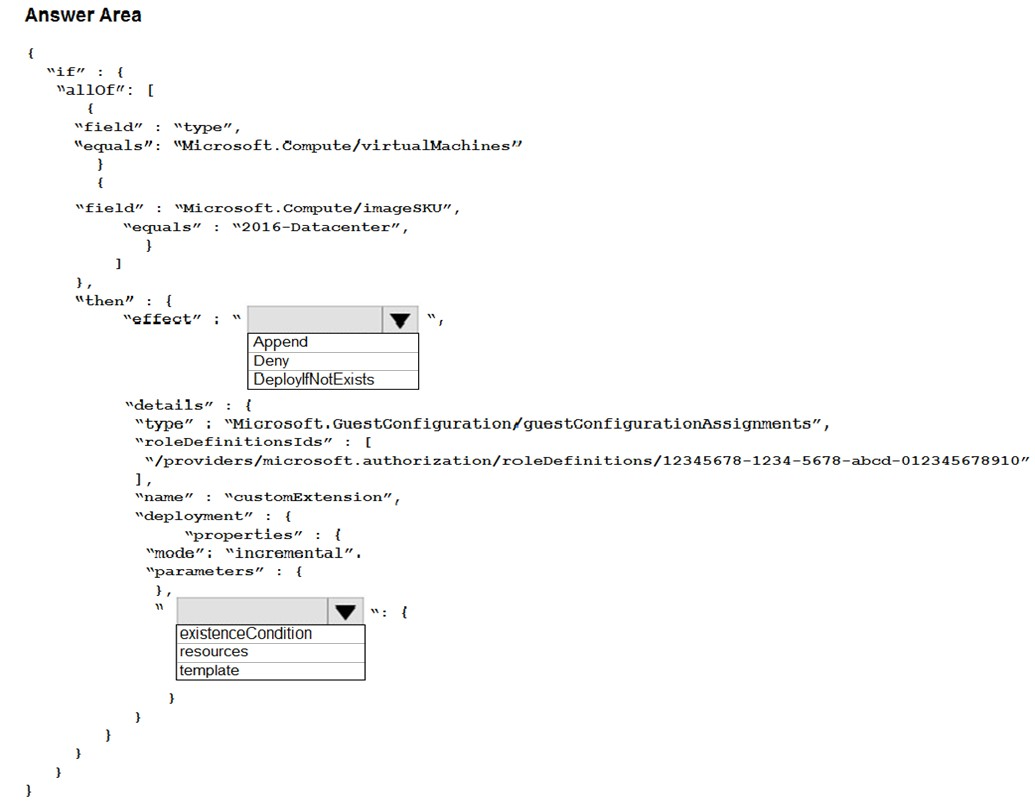 Answer Area
{
“if” : {
“allOf”: [
{
“field” : “type”,
“equals”: “Microsoft.Compute/virtualMachines”
}
{
“field” : “Microsoft.Compute/imageSKU”,
“equals” : “2016-Datacenter”,
}
]
},
“then” : {
“effect” : “ “,
Append
Deny
DeployIfNotExists
“details” : {
“type” : “Microsoft.GuestConfiguration/guestConfigurationAssignments”,
“roleDefinitionsIds” : [
“/providers/microsoft.authorization/roleDefinitions/12345678-1234-5678-abcd-012345678910”
],
“name” : “customExtension”,
“deployment” : {
“properties” : {
“mode”: “incremental”.
“parameters” : {
},
“ “: {
existenceCondition
resources
template
}
}
}
}
}
}